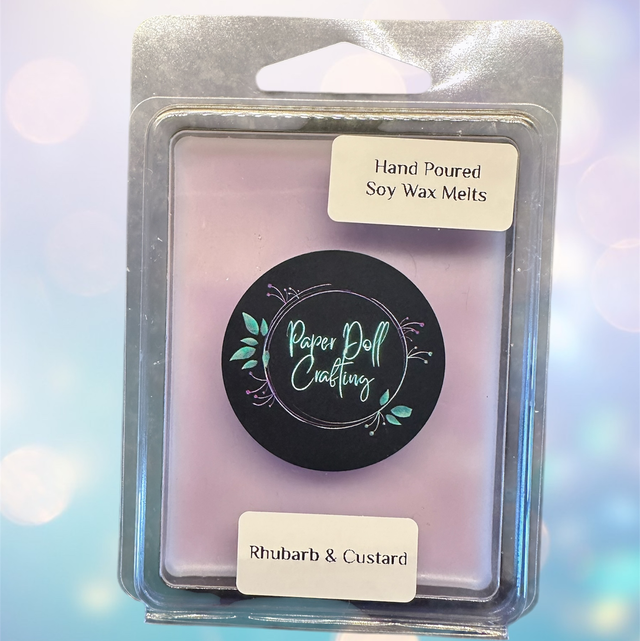 Hand Poured
Soy Wax Melts
Paper Doll
Crafting
Rhubarb & Custard